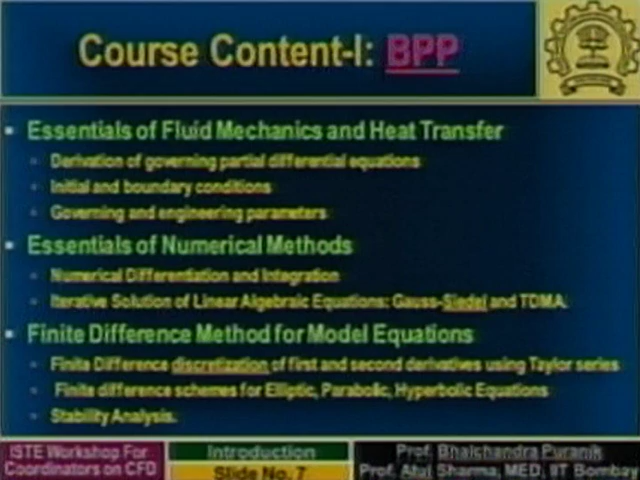 Course Content-I: BPP
Essentials of Fluid Mechanics and Heat Transfer
Derivation of governing partial differential equations
Initial and boundary conditions
Governing and engineering parameters
Essentials of Numerical Methods
Numerical Differentiation and Integration
Iterative Solution of Linear Algebraic Equations: Gauss-Siedel and TDMA.
Finite Difference Method for Model Equations
Finite Difference discretization of first and second derivatives using Taylor series
Finite difference schemes for Elliptic, Parabolic, Hyperbolic Equations
Stability Analysis.
ISTE Workshop For
Coordinators on CFD
Introduction
Slide No. 7
Prof. Bhalchandra Puranik
Prof. Atul Sharma, MED, IIT Bombay